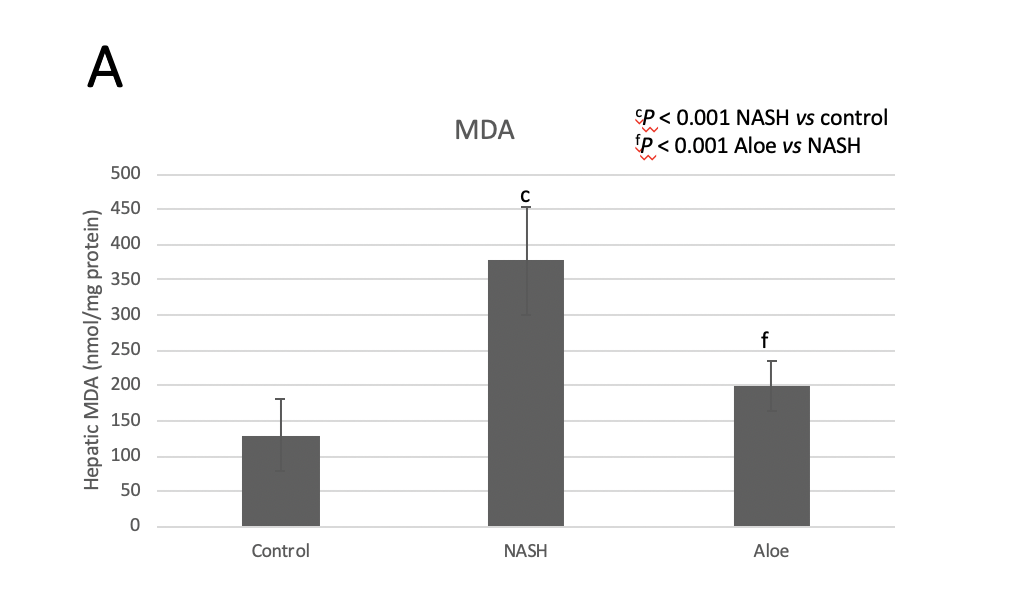 A
MDA
ᶜP < 0.001 NASH vs control
ᶠP < 0.001 Aloe vs NASH
Hepatic MDA (nmol/mg protein)
500
450
400
350
300
250
200
150
100
50
0
c
f
Control NASH Aloe